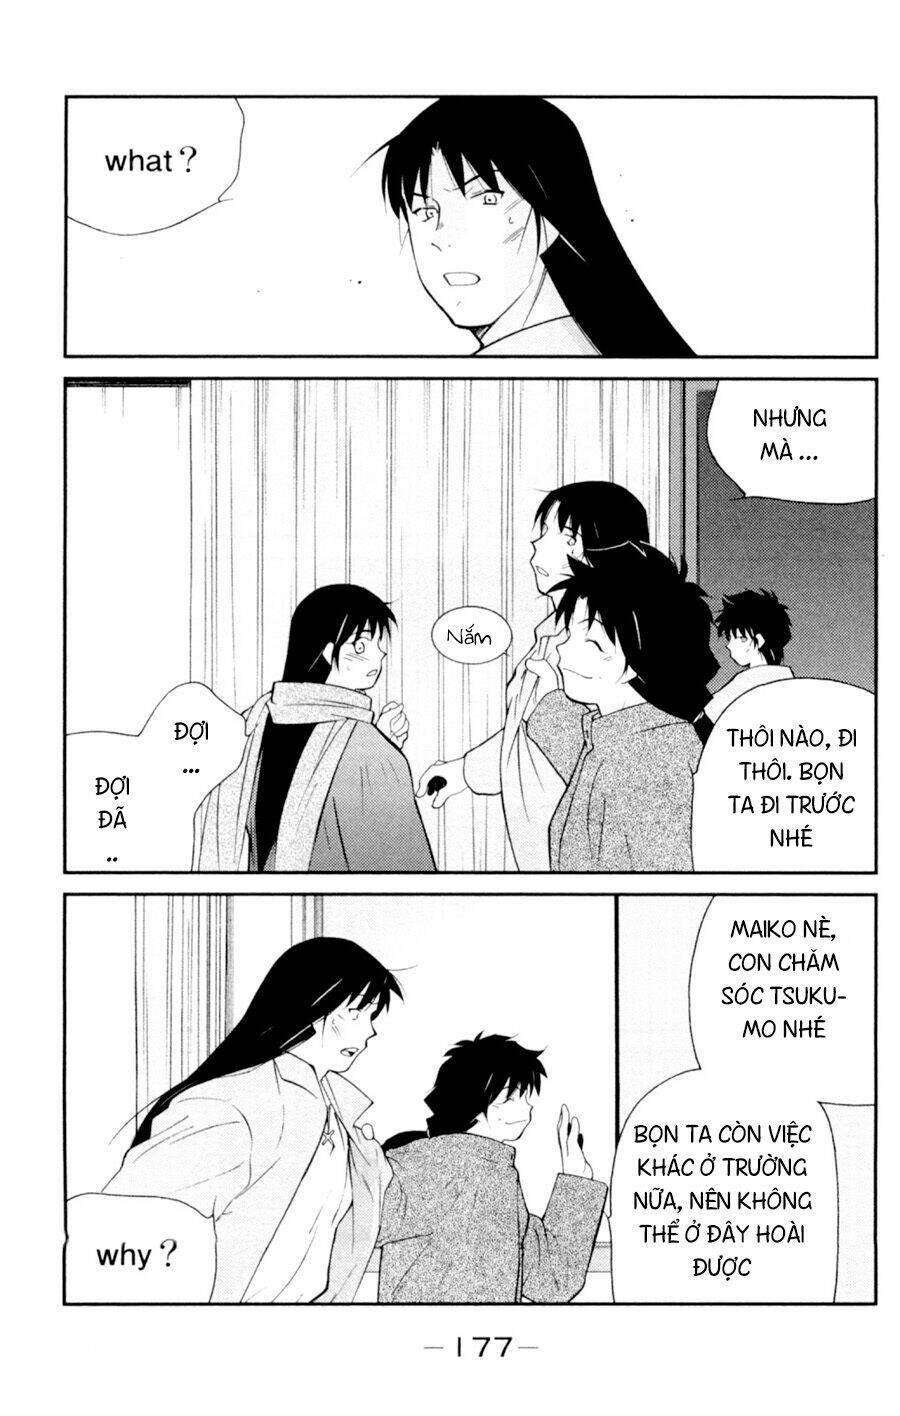 what？
NHƯNG
MÀ ...
Nắm
THÔI NÀO, ĐI
THÔI. BỌN
TA ĐI TRƯỚC
NHÉ
ĐỢI
...
ĐỢI
ĐÃ
..
MAIKO NÈ,
CON CHĂM
SÓC TSUKU-
MO NHÉ
BỌN TA CÒN VIỆC
KHÁC Ở TRƯỜNG
NỮA, NÊN KHÔNG
THỂ Ở ĐÂY HOÀI
ĐƯỢC
why？
－177－